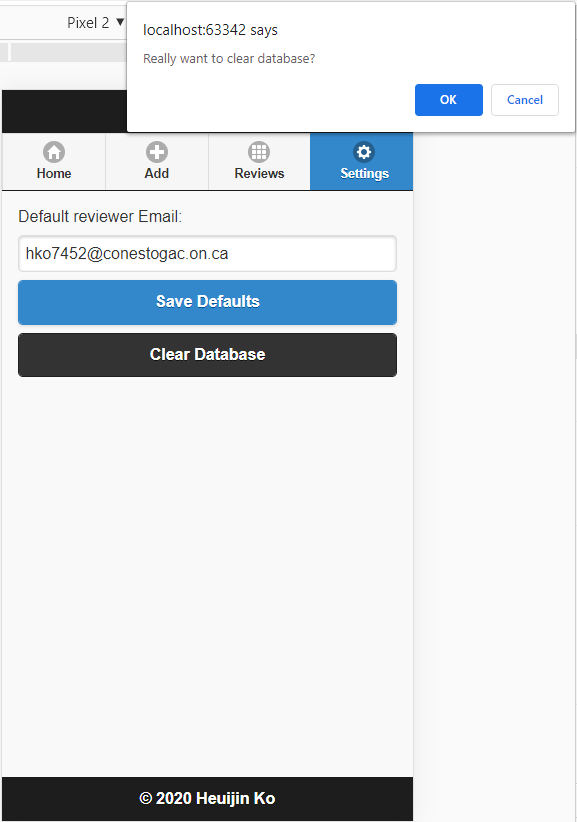 Pixel 2 ▼
localhost:63342 says
Really want to clear database?
OK Cancel
Home Add Reviews Settings
Default reviewer Email:
hko7452@conestogac.on.ca
Save Defaults
Clear Database
© 2020 Heuijin Ko